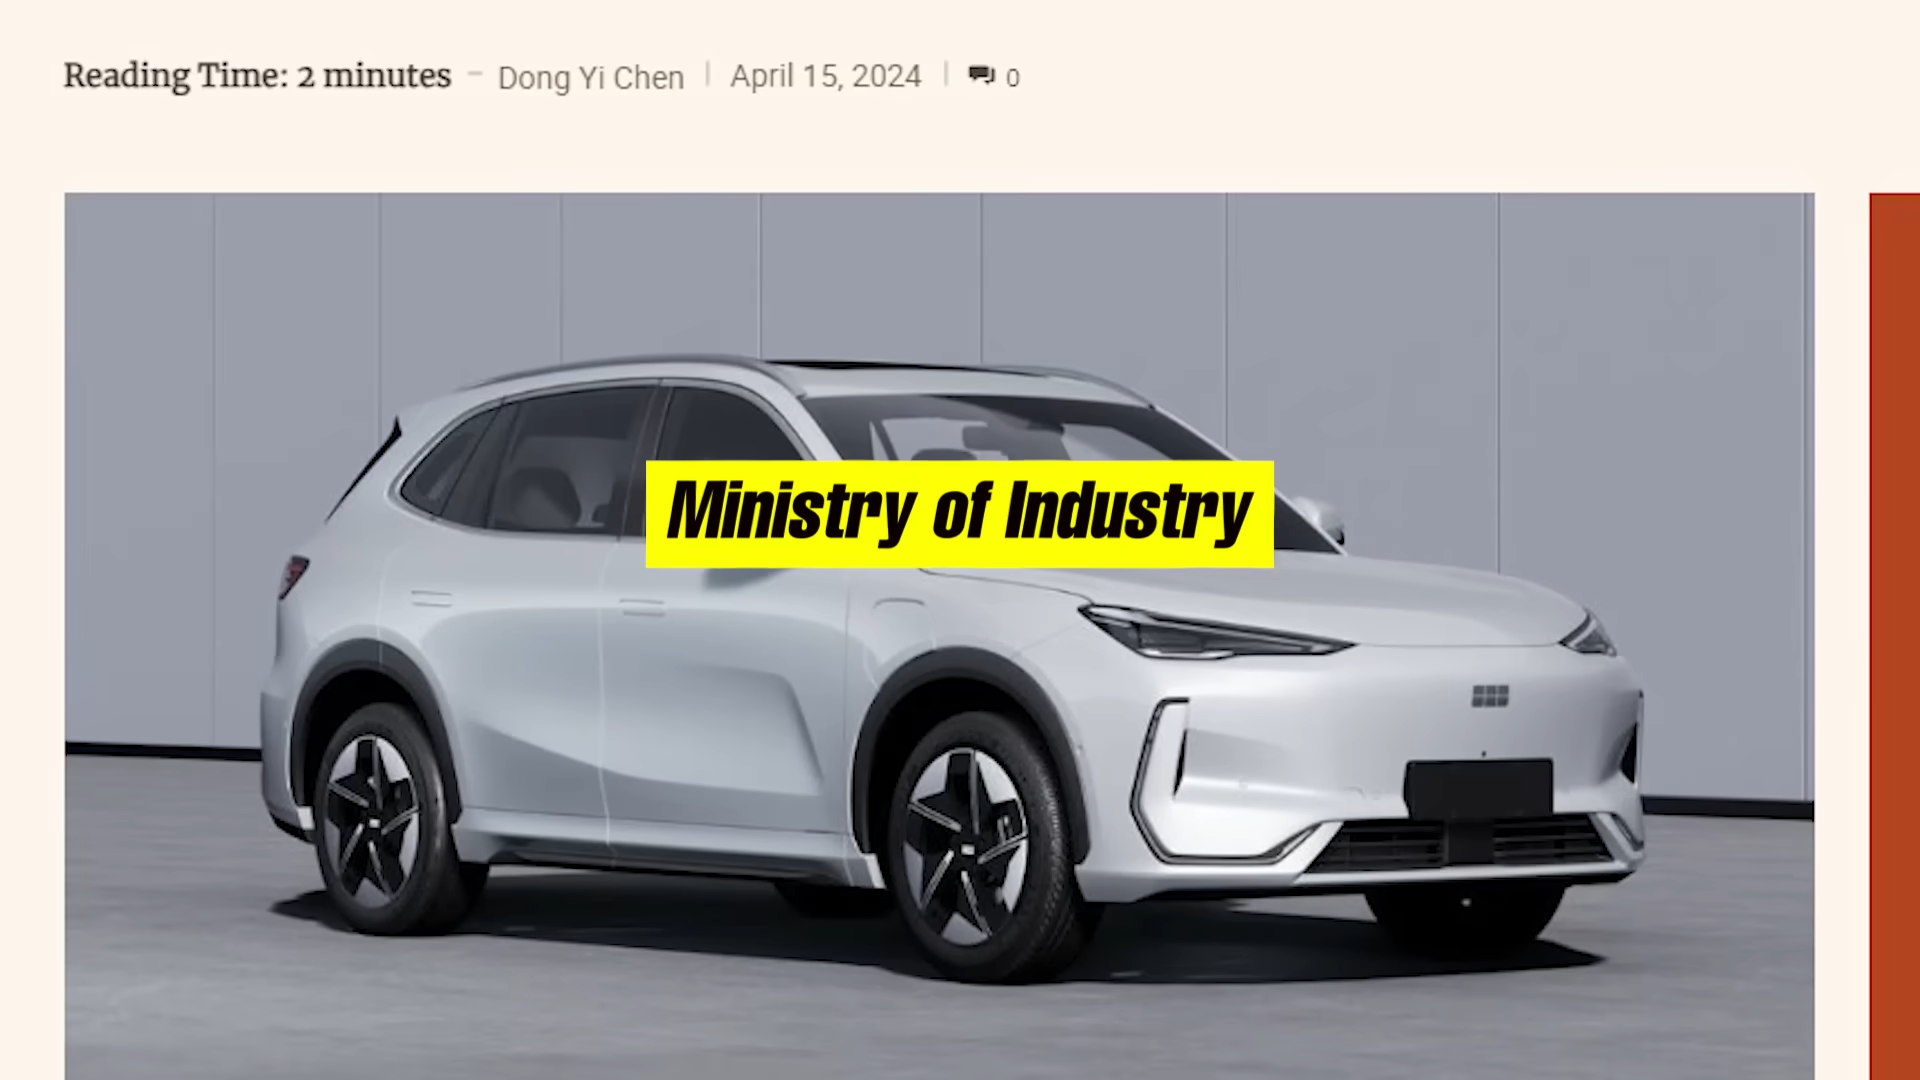 Reading Time: 2 minutes – Dong Yi Chen | April 15, 2024 | 0
Ministry of Industry